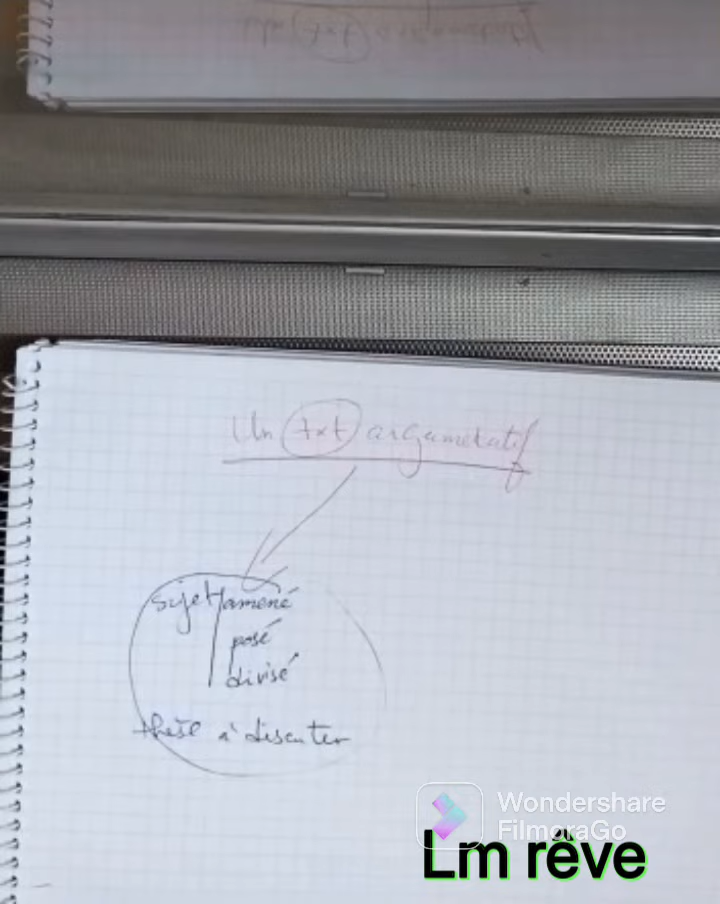 Un txt argumentatif
sujet amené
posé
divisé
thèse à discuter
Wondershare
FilmoraGo
Lm rêve